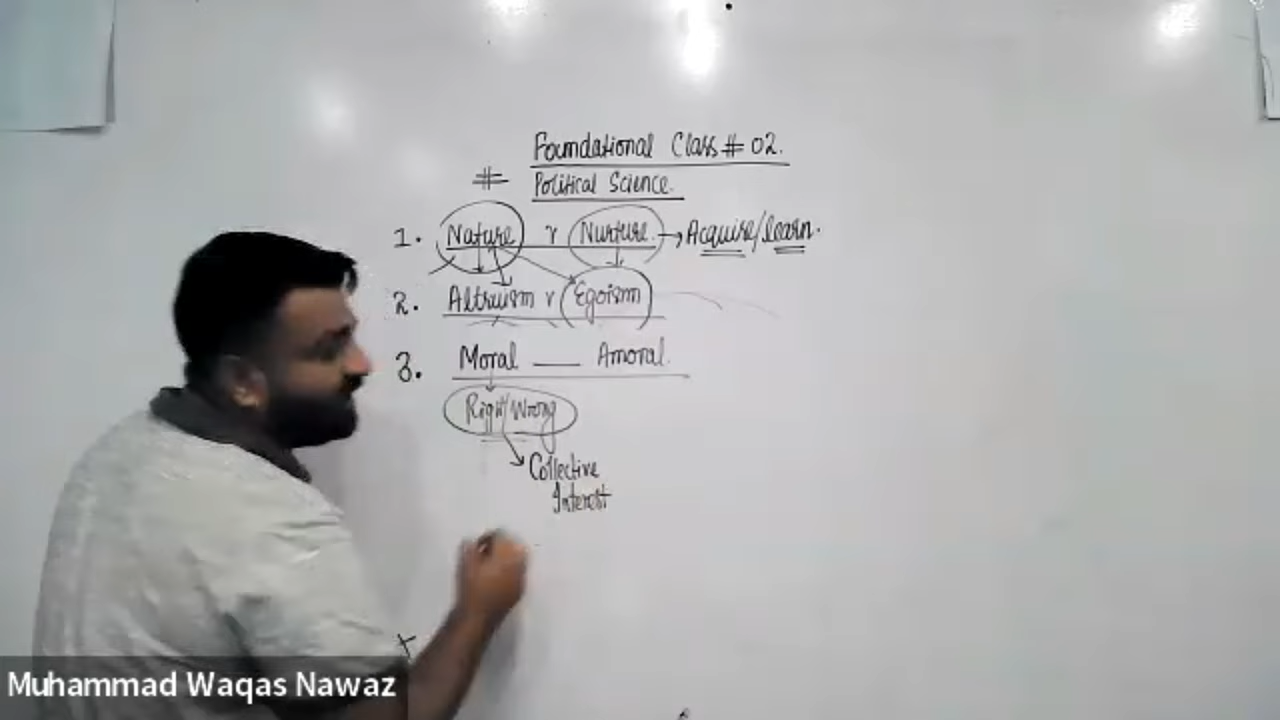 Foundational Class # 02.
# Political Science.
1. Nature v Nurture. → Acquire/learn.
2. Altruism v Egoism
3. Moral — Amoral.
Right/Wrong
→ Collective
Interest
Muhammad Waqas Nawaz